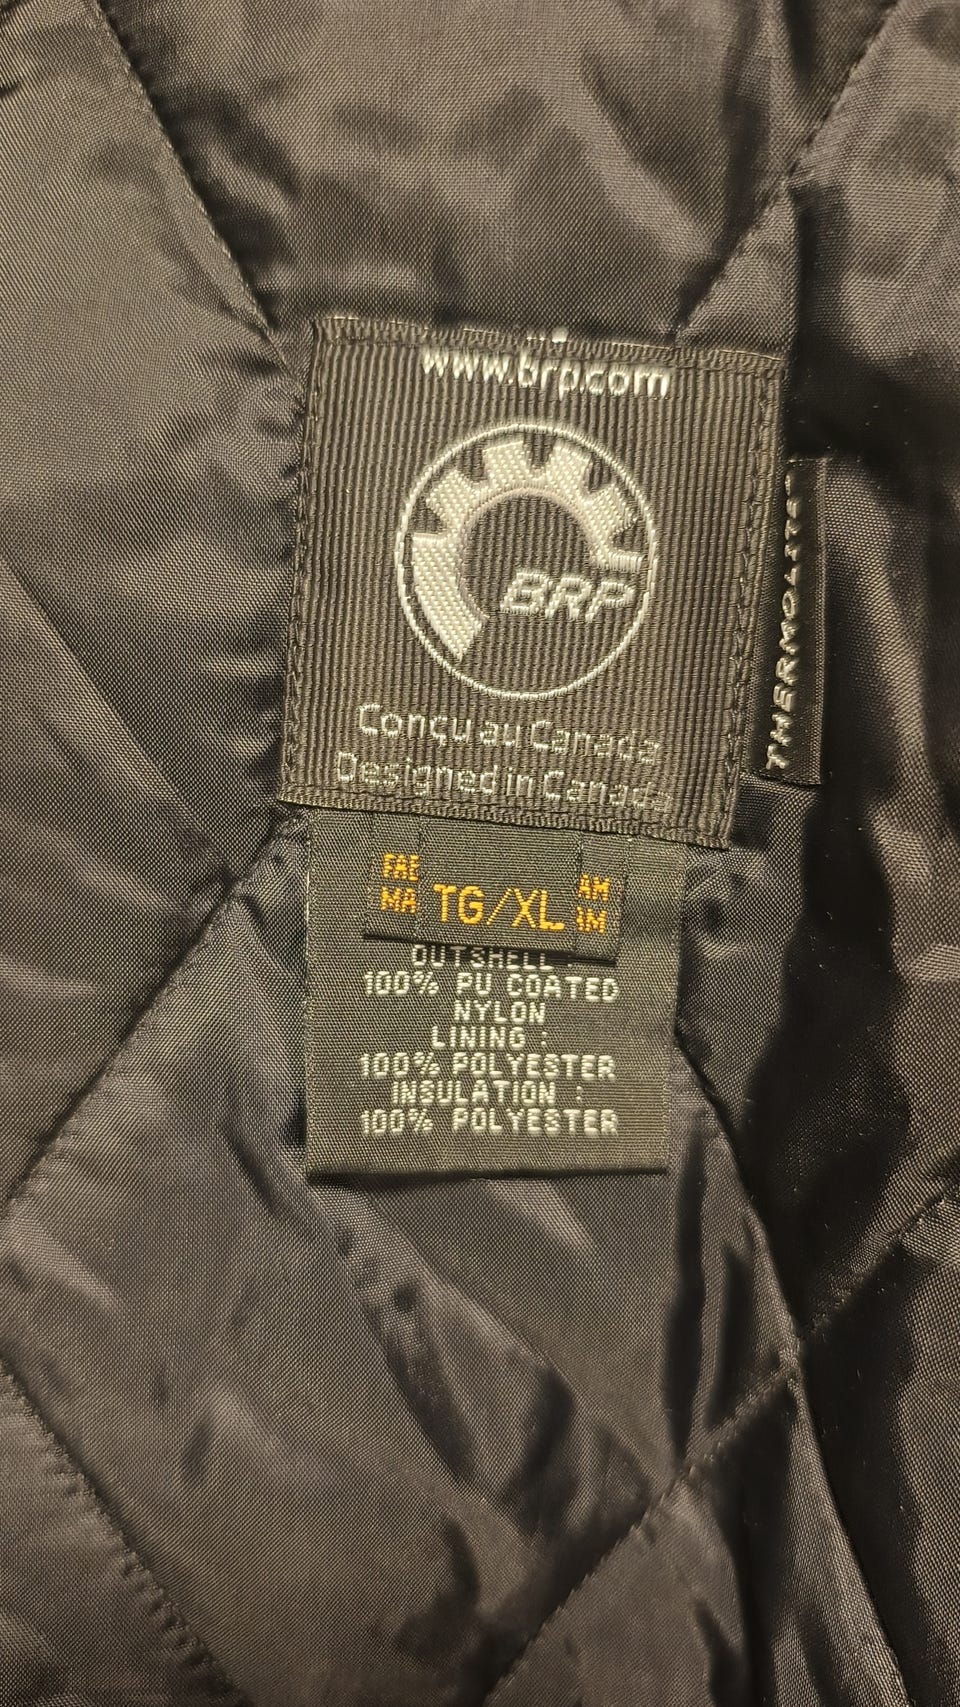 www.brp.com
BRP
Conçu au Canada
Designed in Canada
THERMOLITE
TG/XL
OUTSHELL :
100% PU COATED
NYLON
LINING :
100% POLYESTER
INSULATION :
100% POLYESTER